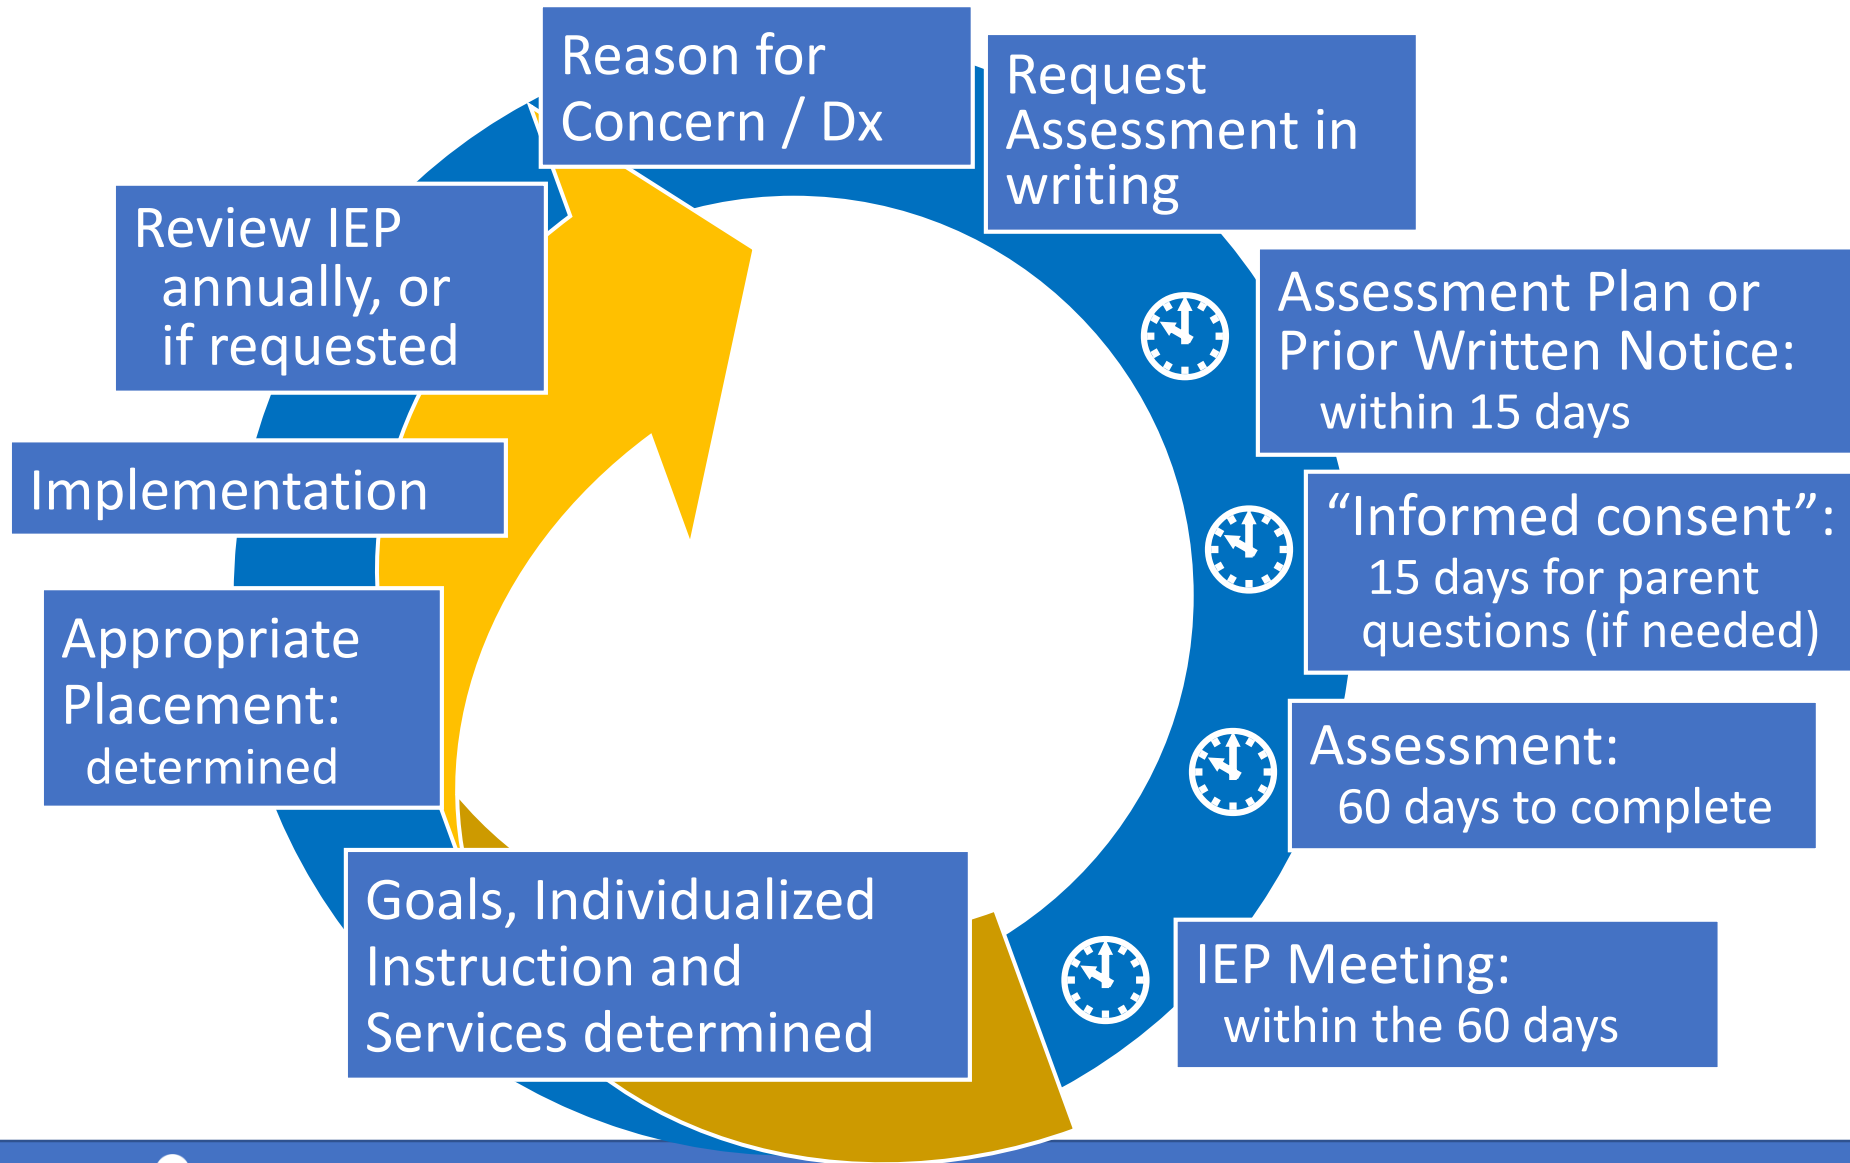 Reason for
Concern / Dx
Request
Assessment in
writing
Assessment Plan or
Prior Written Notice:
within 15 days
“Informed consent”:
15 days for parent
questions (if needed)
Assessment:
60 days to complete
IEP Meeting:
within the 60 days
Goals, Individualized
Instruction and
Services determined
Appropriate
Placement:
determined
Implementation
Review IEP
annually, or
if requested